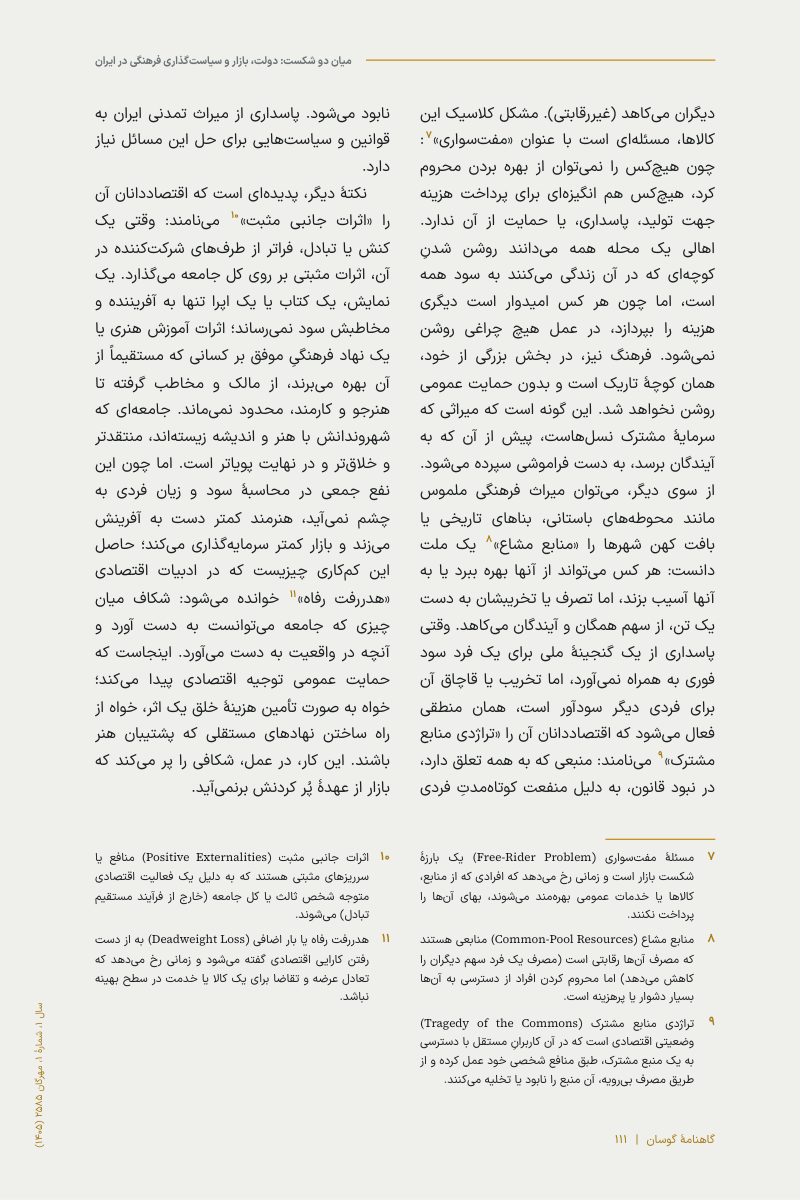 میان دو شکست: دولت، بازار و سیاست‌گذاری فرهنگی در ایران
دیگران می‌کاهد (غیررقابتی). مشکل کلاسیک این
کالاها، مسئله‌ای است با عنوان «مفت‌سواری»۷:
چون هیچ‌کس را نمی‌توان از بهره بردن محروم
کرد، هیچ‌کس هم انگیزه‌ای برای پرداخت هزینه
جهت تولید، پاسداری، یا حمایت از آن ندارد.
اهالی یک محله همه می‌دانند روشن شدنِ
کوچه‌ای که در آن زندگی می‌کنند به سود همه
است، اما چون هر کس امیدوار است دیگری
هزینه را بپردازد، در عمل هیچ چراغی روشن
نمی‌شود. فرهنگ نیز، در بخش بزرگی از خود،
همان کوچهٔ تاریک است و بدون حمایت عمومی
روشن نخواهد شد. این گونه است که میراثی که
سرمایهٔ مشترک نسل‌هاست، پیش از آن که به
آیندگان برسد، به دست فراموشی سپرده می‌شود.
از سوی دیگر، می‌توان میراث فرهنگی ملموس
مانند محوطه‌های باستانی، بناهای تاریخی یا
بافت کهن شهرها را «منابع مشاع»۸ یک ملت
دانست: هر کس می‌تواند از آنها بهره ببرد یا به
آنها آسیب بزند، اما تصرف یا تخریبشان به دست
یک تن، از سهم همگان و آیندگان می‌کاهد. وقتی
پاسداری از یک گنجینهٔ ملی برای یک فرد سود
فوری به همراه نمی‌آورد، اما تخریب یا قاچاق آن
برای فردی دیگر سودآور است، همان منطقی
فعال می‌شود که اقتصاددانان آن را «تراژدی منابع
مشترک»۹ می‌نامند: منبعی که به همه تعلق دارد،
در نبود قانون، به دلیل منفعت کوتاه‌مدتِ فردی
نابود می‌شود. پاسداری از میراث تمدنی ایران به
قوانین و سیاست‌هایی برای حل این مسائل نیاز
دارد.
نکتهٔ دیگر، پدیده‌ای است که اقتصاددانان آن
را «اثرات جانبی مثبت»۱۰ می‌نامند: وقتی یک
کنش یا تبادل، فراتر از طرف‌های شرکت‌کننده در
آن، اثرات مثبتی بر روی کل جامعه می‌گذارد. یک
نمایش، یک کتاب یا یک اپرا تنها به آفریننده و
مخاطبش سود نمی‌رساند؛ اثرات آموزش هنری یا
یک نهاد فرهنگیِ موفق بر کسانی که مستقیماً از
آن بهره می‌برند، از مالک و مخاطب گرفته تا
هنرجو و کارمند، محدود نمی‌ماند. جامعه‌ای که
شهروندانش با هنر و اندیشه زیسته‌اند، منتقدتر
و خلاق‌تر و در نهایت پویاتر است. اما چون این
نفع جمعی در محاسبهٔ سود و زیان فردی به
چشم نمی‌آید، هنرمند کمتر دست به آفرینش
می‌زند و بازار کمتر سرمایه‌گذاری می‌کند؛ حاصل
این کم‌کاری چیزیست که در ادبیات اقتصادی
«هدررفت رفاه»۱۱ خوانده می‌شود: شکاف میان
چیزی که جامعه می‌توانست به دست آورد و
آنچه در واقعیت به دست می‌آورد. اینجاست که
حمایت عمومی توجیه اقتصادی پیدا می‌کند؛
خواه به صورت تأمین هزینهٔ خلق یک اثر، خواه از
راه ساختن نهادهای مستقلی که پشتیبان هنر
باشند. این کار، در عمل، شکافی را پر می‌کند که
بازار از عهدهٔ پُر کردنش برنمی‌آید.
۷ مسئلهٔ مفت‌سواری (Free-Rider Problem) یک بارزهٔ
شکست بازار است و زمانی رخ می‌دهد که افرادی که از منابع،
کالاها یا خدمات عمومی بهره‌مند می‌شوند، بهای آن‌ها را
پرداخت نکنند.
۸ منابع مشاع (Common-Pool Resources) منابعی هستند
که مصرف آن‌ها رقابتی است (مصرف یک فرد سهم دیگران را
کاهش می‌دهد) اما محروم کردن افراد از دسترسی به آن‌ها
بسیار دشوار یا پرهزینه است.
۹ تراژدی منابع مشترک (Tragedy of the Commons)
وضعیتی اقتصادی است که در آن کاربرانِ مستقل با دسترسی
به یک منبع مشترک، طبق منافع شخصی خود عمل کرده و از
طریق مصرف بی‌رویه، آن منبع را نابود یا تخلیه می‌کنند.
۱۰ اثرات جانبی مثبت (Positive Externalities) منافع یا
سرریزهای مثبتی هستند که به دلیل یک فعالیت اقتصادی
متوجه شخص ثالث یا کل جامعه (خارج از فرآیند مستقیم
تبادل) می‌شوند.
۱۱ هدررفت رفاه یا بار اضافی (Deadweight Loss) به از دست
رفتن کارایی اقتصادی گفته می‌شود و زمانی رخ می‌دهد که
تعادل عرضه و تقاضا برای یک کالا یا خدمت در سطح بهینه
نباشد.
سال ۱، شمارهٔ ۱، مهرگان ۲۵۸۵ (۱۴۰۵)
گاهنامهٔ گوسان | ۱۱۱